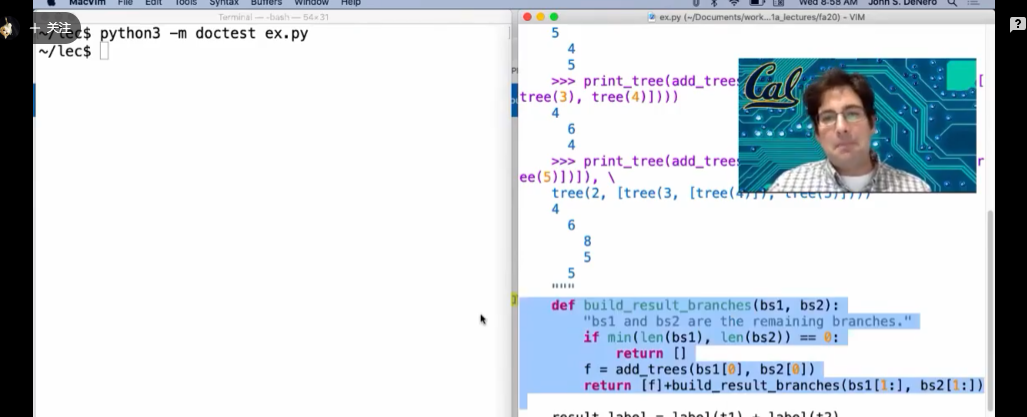 MacVim File Edit Tools Syntax Buffers Window Help
Wed 8:58 AM John S. DeNero
+ 关注
Terminal — -bash — 54×31
~/lec$ python3 -m doctest ex.py
~/lec$
ex.py (~/Documents/work...1a_lectures/fa20) - VIM
5
4
5
>>> print_tree(add_trees [
tree(3), tree(4)])))
4
6
4
>>> print_tree(add_trees
ee(5)])]), \
tree(2, [tree(3, [tree(4)]), tree(5)])))
4
6
8
5
5
"""
def build_result_branches(bs1, bs2):
"bs1 and bs2 are the remaining branches."
if min(len(bs1), len(bs2)) == 0:
return []
f = add_trees(bs1[0], bs2[0])
return [f]+build_result_branches(bs1[1:], bs2[1:])
result_label = label(t1) + label(t2)
Cal
?